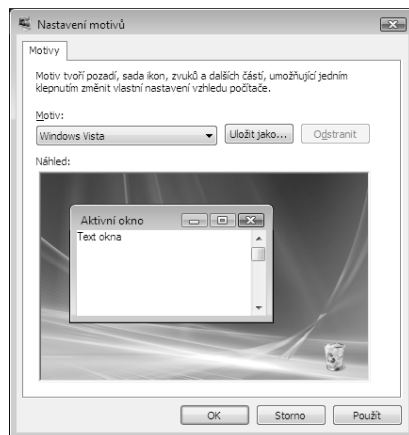 Nastavení motivů
Motivy
Motiv tvoří pozadí, sada ikon, zvuků a dalších částí, umožňující jedním
klepnutím změnit vlastní nastavení vzhledu počítače.
Motiv:
Windows Vista
Uložit jako...
Odstranit
Náhled:
Aktivní okno
Text okna
OK
Storno
Použít